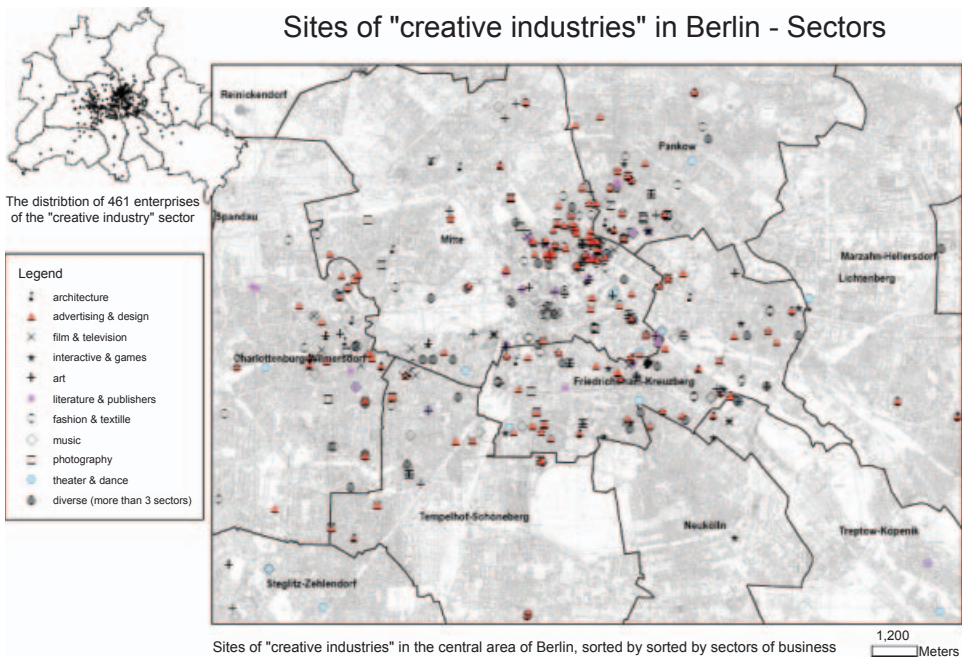 Sites of "creative industries" in Berlin - Sectors
The distribtion of 461 enterprises
of the "creative industry" sector
Legend
architecture
advertising & design
film & television
interactive & games
art
literature & publishers
fashion & textille
music
photography
theater & dance
diverse (more than 3 sectors)
Reinickendorf
Pankow
Spandau
Mitte
Marzahn-Hellersdorf
Lichtenberg
Charlottenburg-Wilmersdorf
Friedrichshain-Kreuzberg
Tempelhof-Schöneberg
Neukölln
Treptow-Köpenik
Steglitz-Zehlendorf
Sites of "creative industries" in the central area of Berlin, sorted by sorted by sectors of business
1,200
Meters